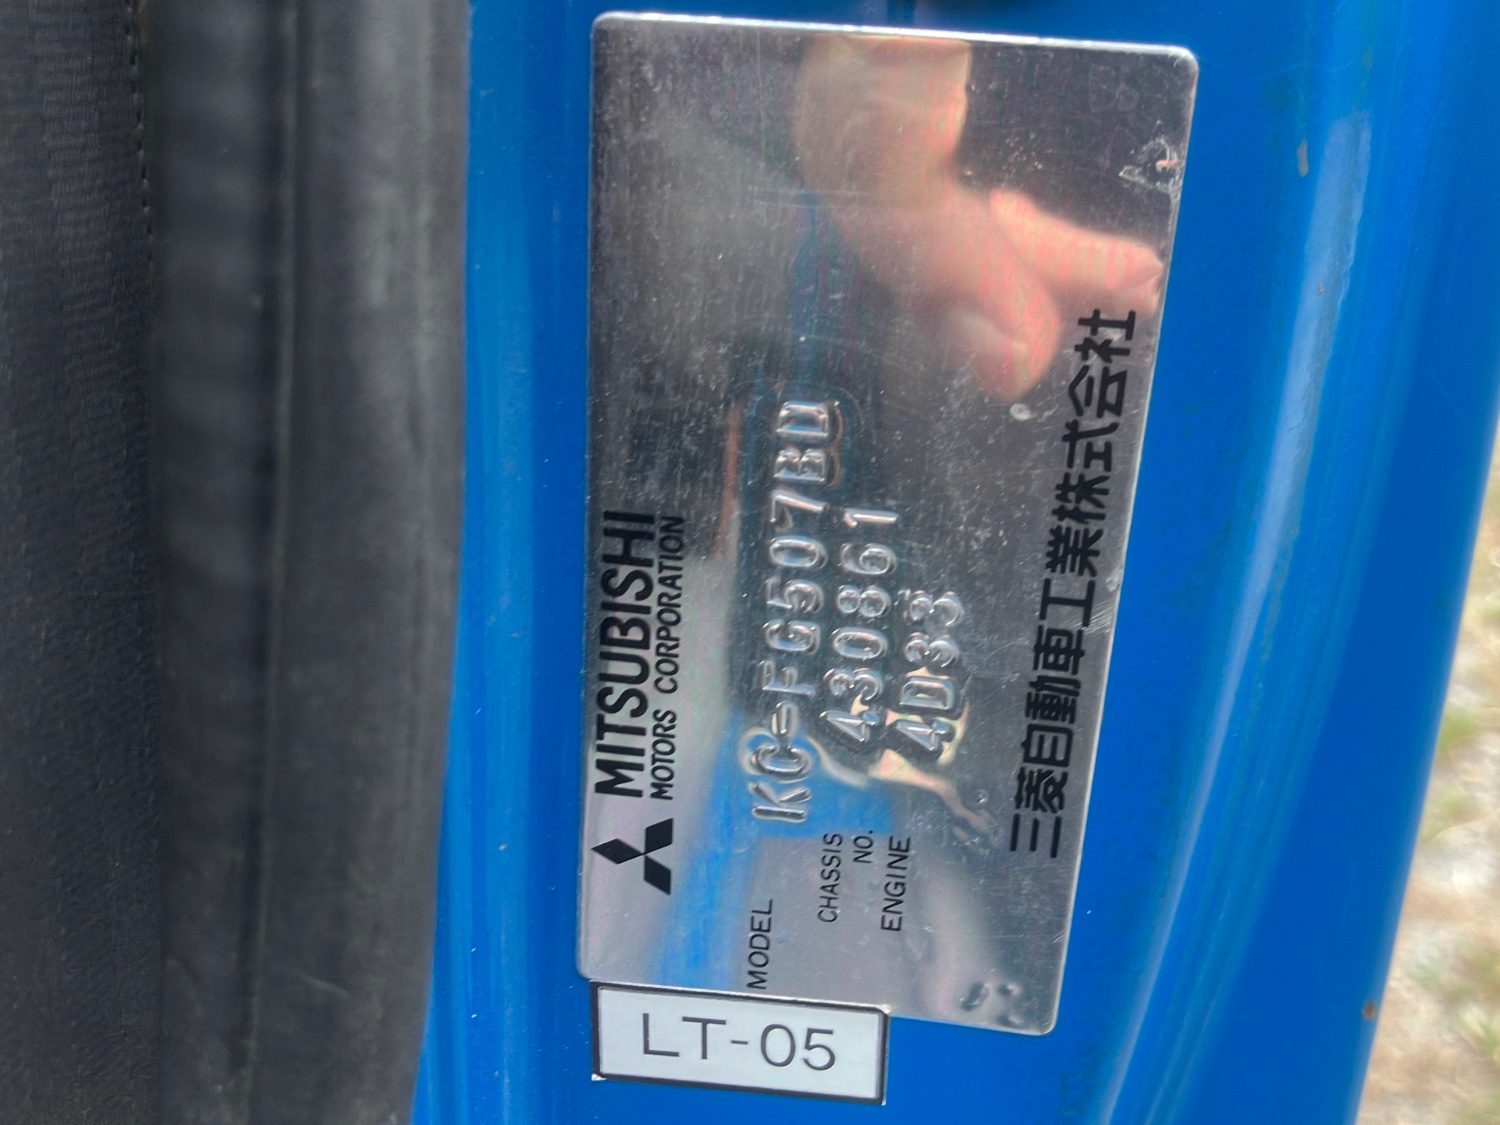 MITSUBISHI
MOTORS CORPORATION
MODEL KC-FG507BD
CHASSIS NO. 430861
ENGINE 4D33
三菱自動車工業株式会社
LT-05